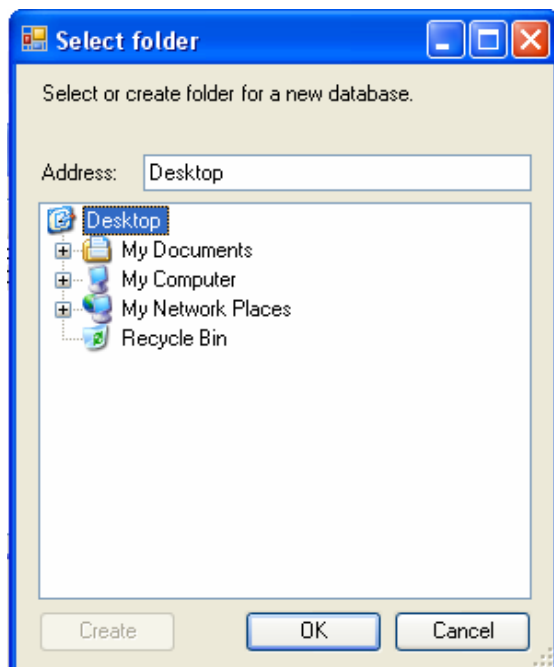 Select folder
Select or create folder for a new database.
Address: Desktop
Desktop
My Documents
My Computer
My Network Places
Recycle Bin
Create OK Cancel